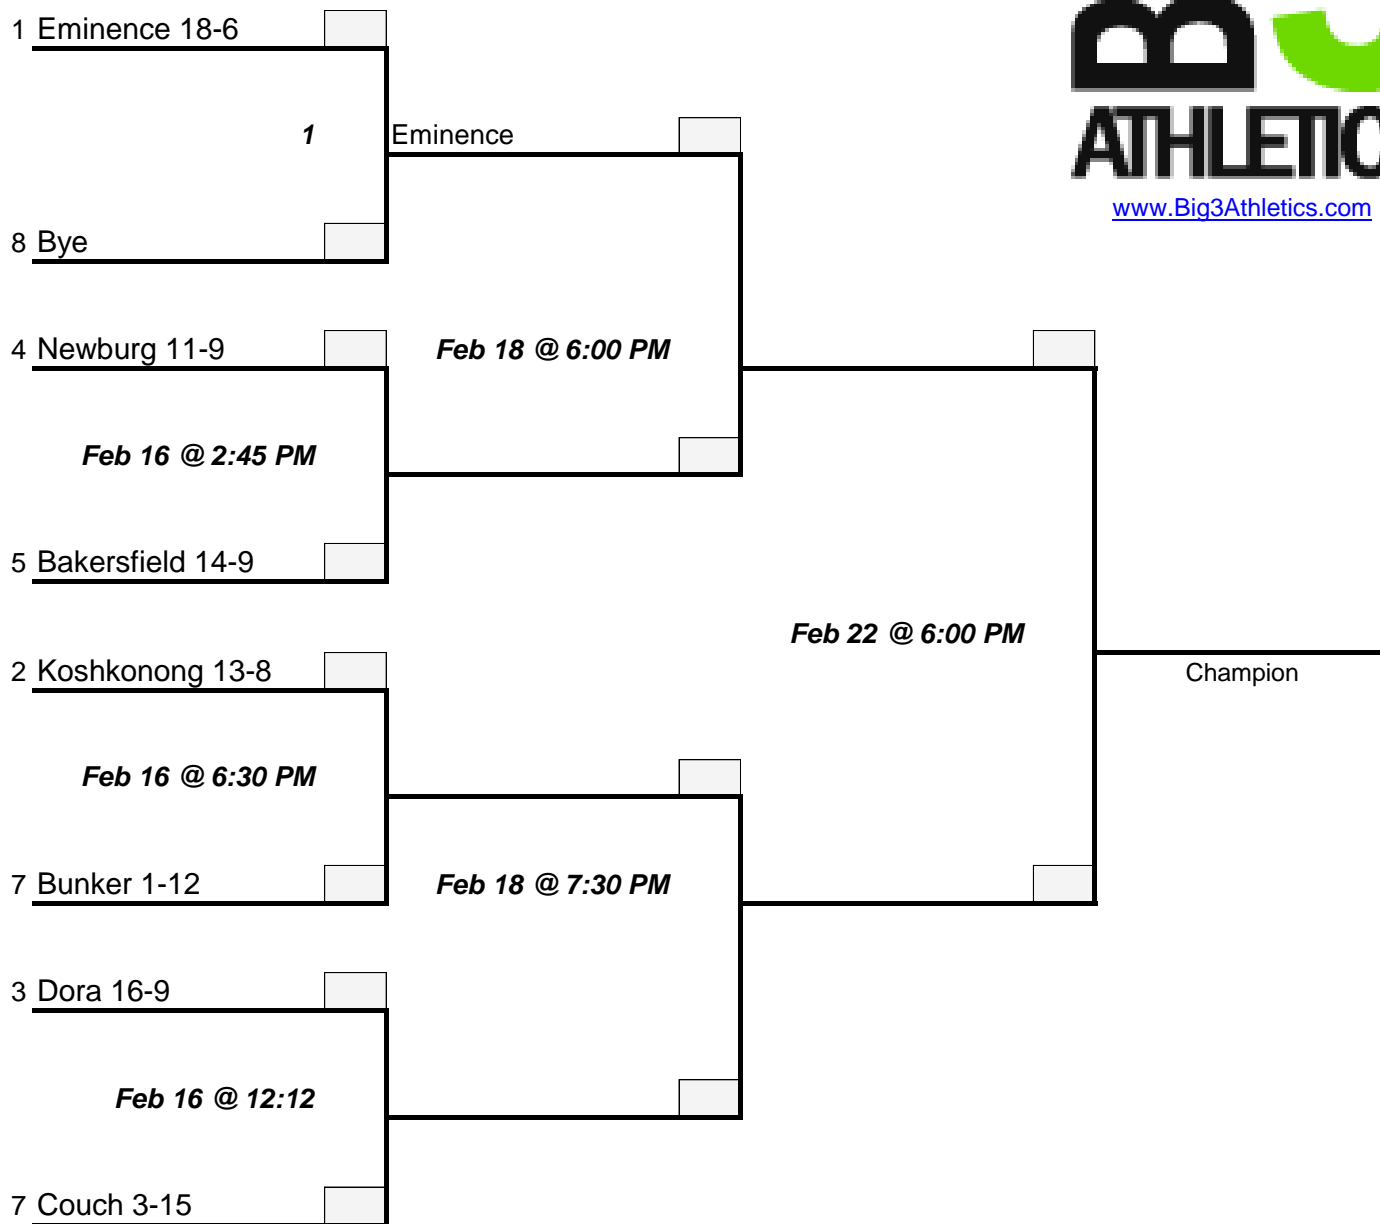 1 Eminence 18-6
1 Eminence
ATHLETIC
www.Big3Athletics.com
8 Bye
4 Newburg 11-9
Feb 18 @ 6:00 PM
Feb 16 @ 2:45 PM
5 Bakersfield 14-9
Feb 22 @ 6:00 PM
2 Koshkonong 13-8
Champion
Feb 16 @ 6:30 PM
7 Bunker 1-12
Feb 18 @ 7:30 PM
3 Dora 16-9
Feb 16 @ 12:12
7 Couch 3-15